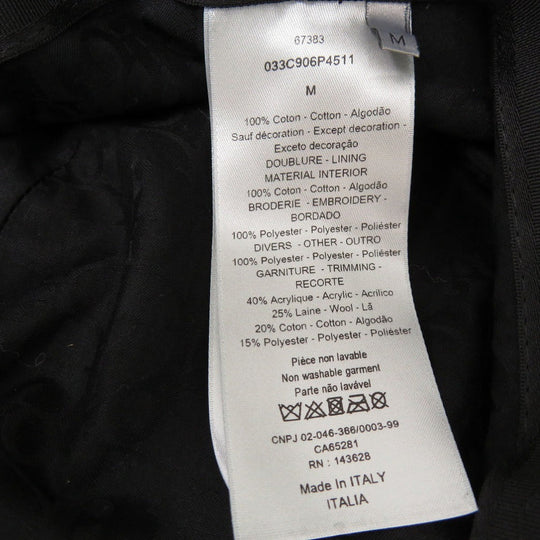 67383
M
033C906P4511
M
100% Coton - Cotton - Algodão
Sauf décoration - Except decoration -
Exceto decoração
DOUBLURE - LINING
MATERIAL INTERIOR
100% Coton - Cotton - Algodão
BRODERIE - EMBROIDERY -
BORDADO
100% Polyester - Polyester - Poliéster
DIVERS - OTHER - OUTRO
100% Polyester - Polyester - Poliéster
GARNITURE - TRIMMING -
RECORTE
40% Acrylique - Acrylic - Acrilico
25% Laine - Wool - Lã
20% Coton - Cotton - Algodão
15% Polyester - Polyester - Poliéster
Pièce non lavable
Non washable garment
Parte não lavável
CNPJ 02-046-366/0003-99
CA65281
RN : 143628
Made In ITALY
ITALIA